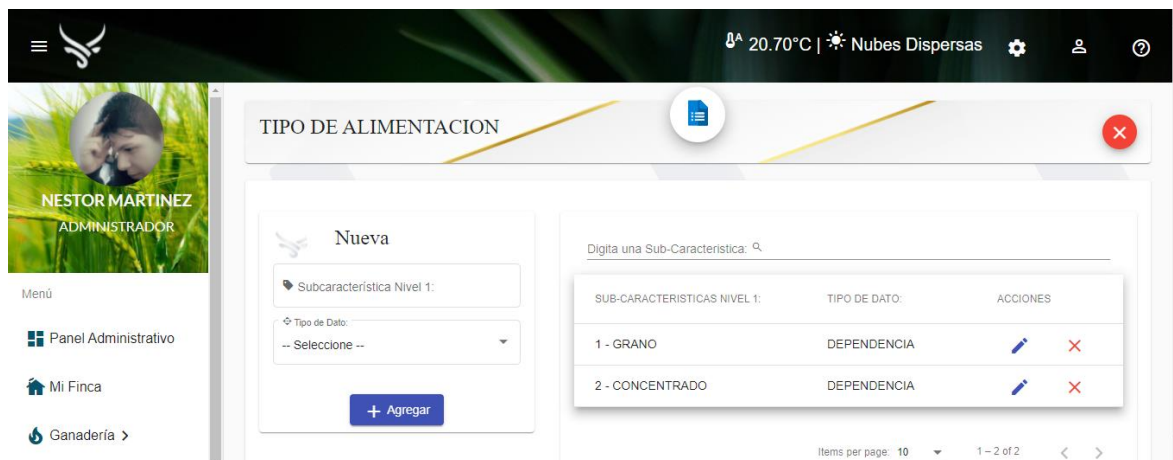 A 20.70°C | Nubes Dispersas
TIPO DE ALIMENTACION
NESTOR MARTINEZ
ADMINISTRADOR
Menú
Panel Administrativo
Mi Finca
Ganadería >
Nueva
Subcaracterística Nivel 1:
Tipo de Dato:
-- Seleccione --
+ Agregar
Digita una Sub-Caracteristica:
SUB-CARACTERISTICAS NIVEL 1: TIPO DE DATO: ACCIONES
1 - GRANO DEPENDENCIA
2 - CONCENTRADO DEPENDENCIA
Items per page: 10 1 – 2 of 2 < >